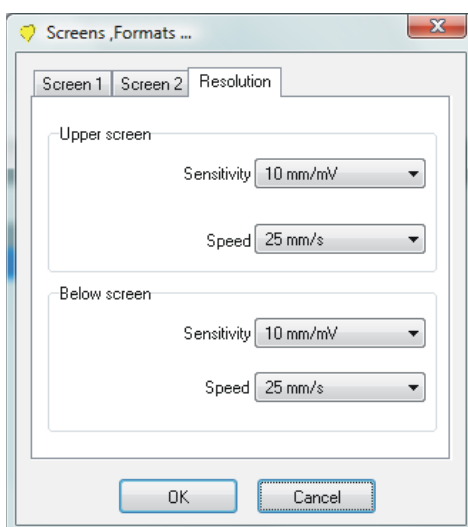 Screens ,Formats ...
Screen 1 Screen 2 Resolution
Upper screen
Sensitivity 10 mm/mV
Speed 25 mm/s
Below screen
Sensitivity 10 mm/mV
Speed 25 mm/s
OK Cancel